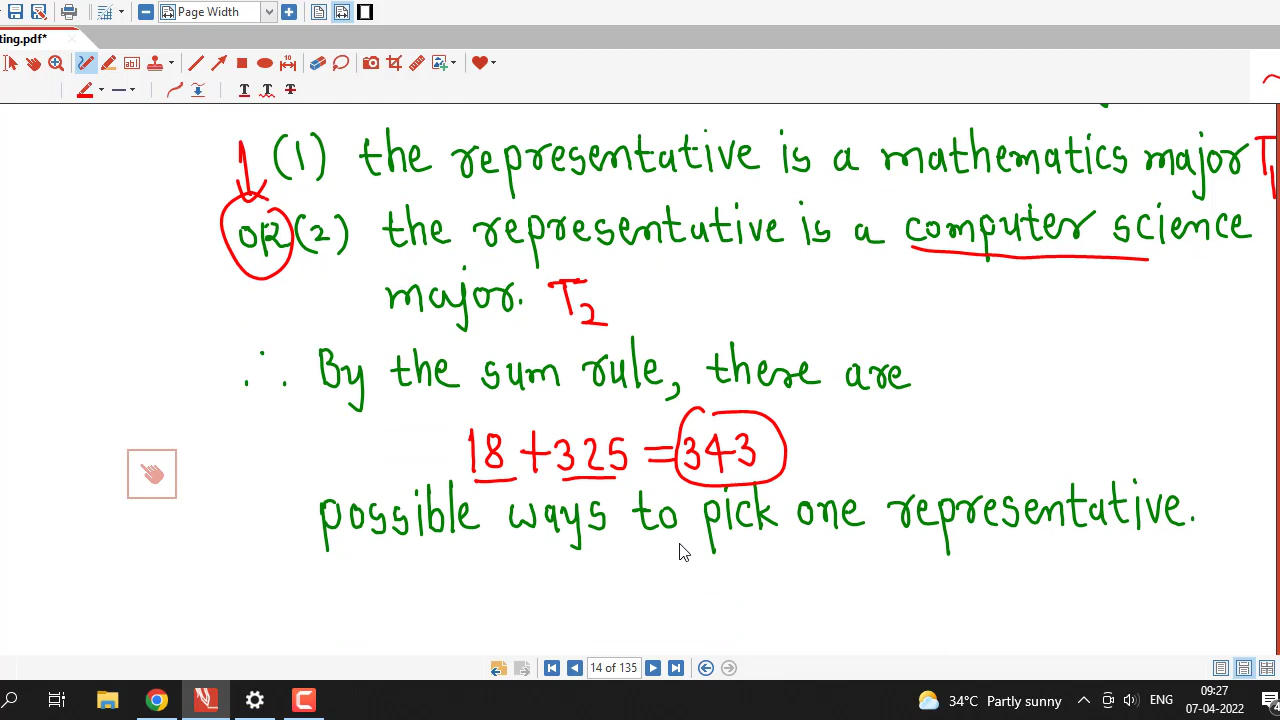 Page Width
ting.pdf*
10
(1) the representative is a mathematics major T1
OR (2) the representative is a computer science
major. T2
∴ By the sum rule, there are
18 + 325 = 343
possible ways to pick one representative.
14 of 135
34°C Partly sunny
ENG
09:27
07-04-2022